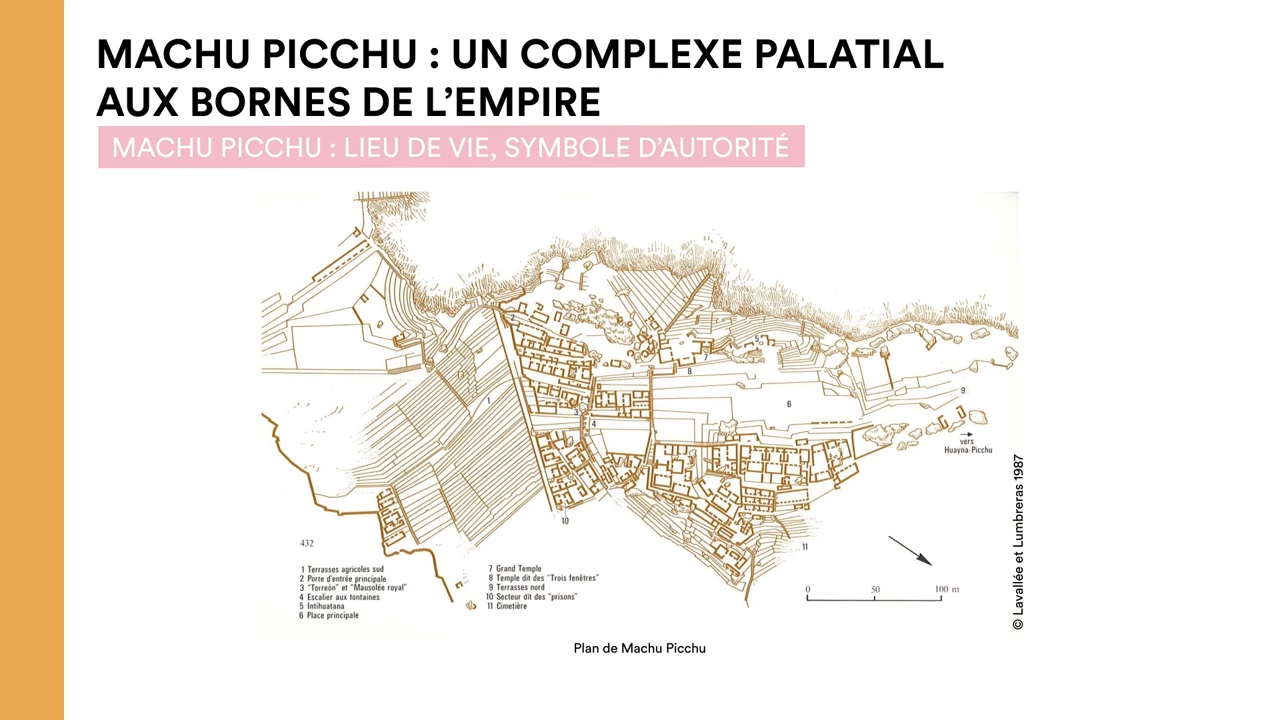 MACHU PICCHU : UN COMPLEXE PALATIAL
AUX BORNES DE L’EMPIRE
MACHU PICCHU : LIEU DE VIE, SYMBOLE D’AUTORITÉ
2
5
7
8
1
9
6
3
4
vers
Huayna-Picchu
10
11
432
1 Terrasses agricoles sud
2 Porte d'entrée principale
3 "Torreón" et "Mausolée royal"
4 Escalier aux fontaines
5 Intihuatana
6 Place principale
7 Grand Temple
8 Temple dit des "Trois fenêtres"
9 Terrasses nord
10 Secteur dit des "prisons"
11 Cimetière
0 50 100 m
© Lavallée et Lumbreras 1987
Plan de Machu Picchu